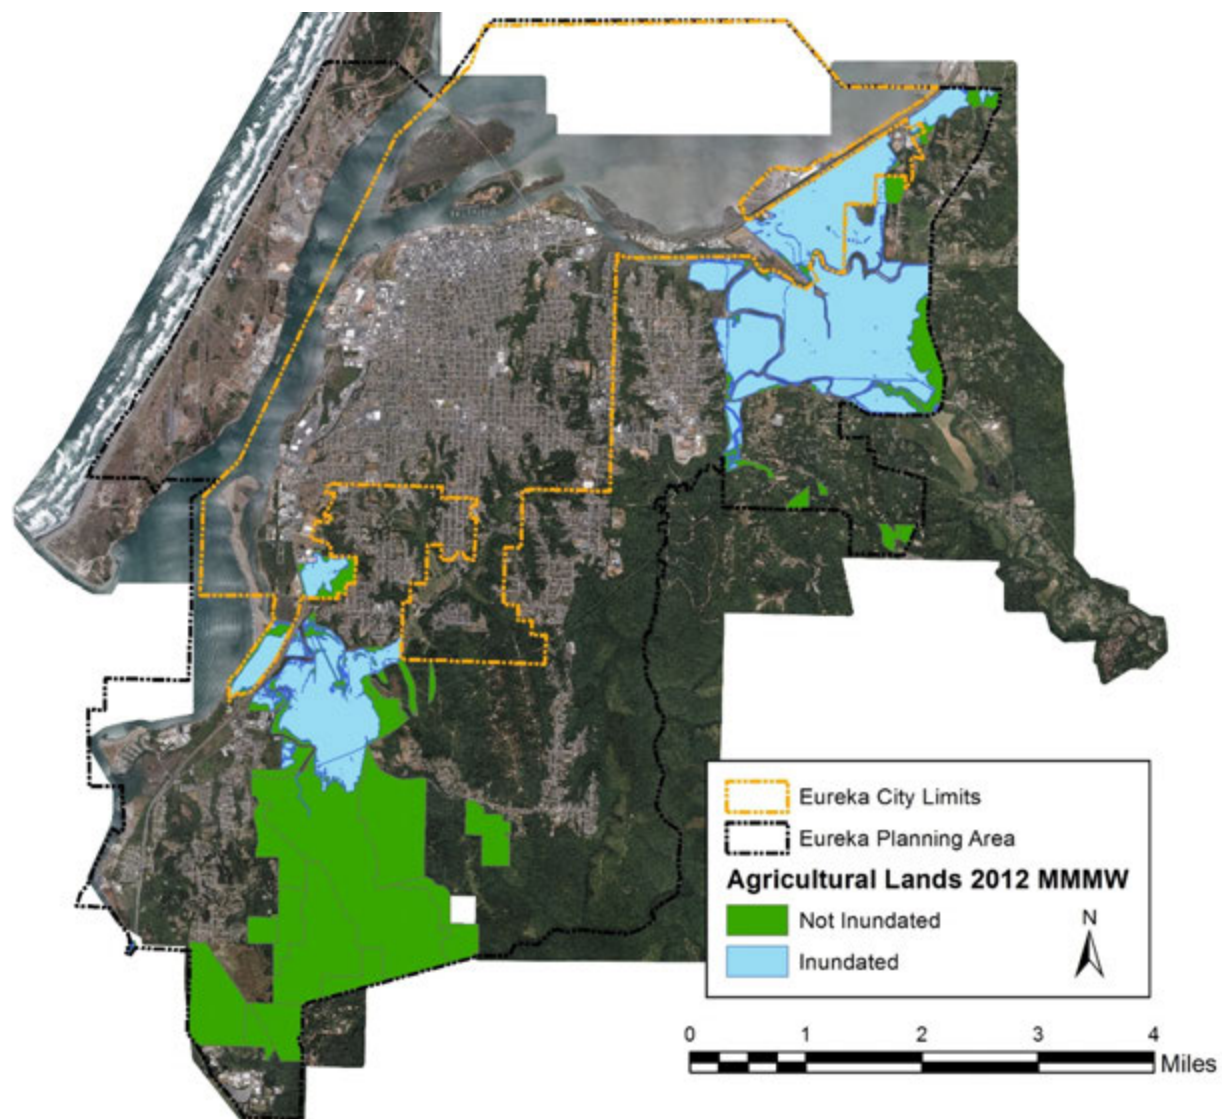 Eureka City Limits
Eureka Planning Area
Agricultural Lands 2012 MMMW
Not Inundated
Inundated
N
0 1 2 3 4
Miles